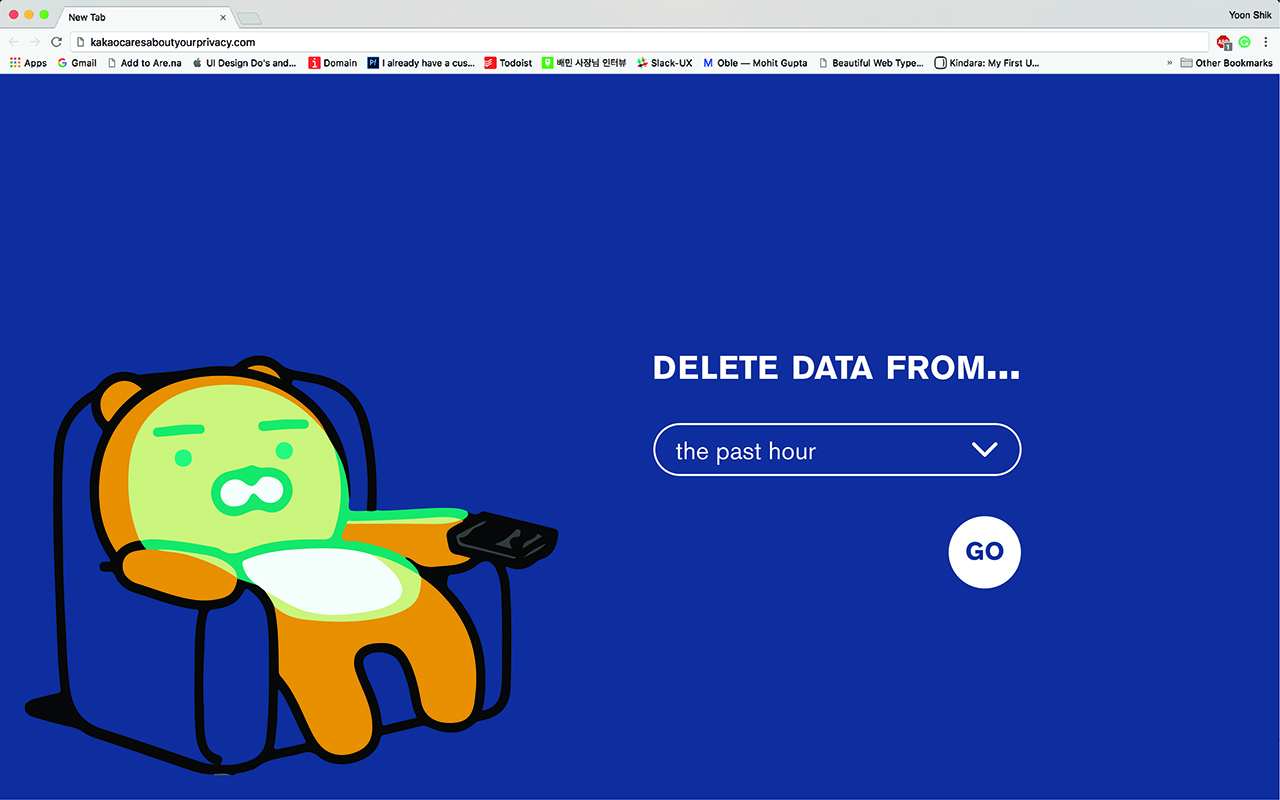 New Tab
Yoon Shik
kakaocaresaboutyourprivacy.com
Apps Gmail Add to Are.na UI Design Do's and... Domain I already have a cus... Todoist 배민 사장님 인터뷰 Slack-UX Oble — Mohit Gupta Beautiful Web Type... Kindara: My First U... » Other Bookmarks
DELETE DATA FROM...
the past hour
GO